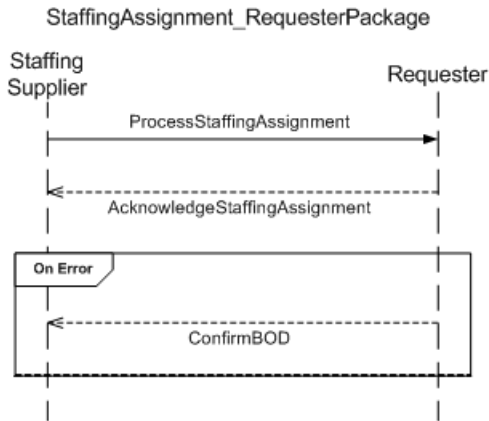 StaffingAssignment_RequesterPackage
Staffing
Supplier
Requester
ProcessStaffingAssignment
AcknowledgeStaffingAssignment
On Error
ConfirmBOD